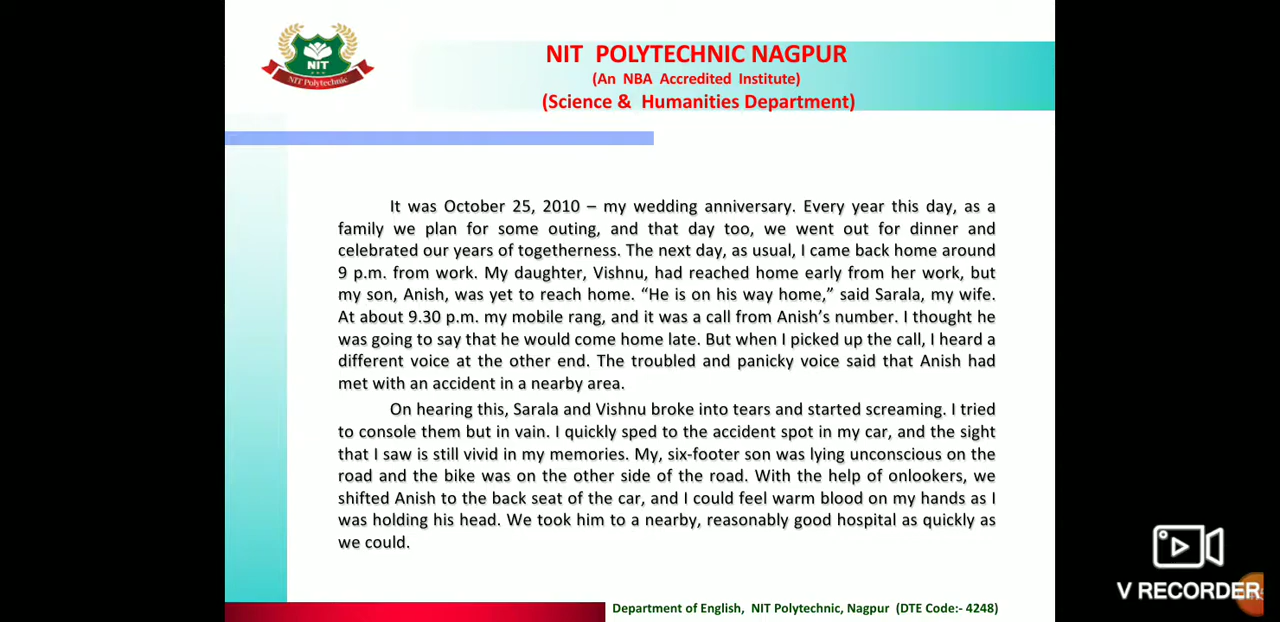 NIT
NIT Polytechnic
NIT POLYTECHNIC NAGPUR
(An NBA Accredited Institute)
(Science & Humanities Department)
It was October 25, 2010 – my wedding anniversary. Every year this day, as a
family we plan for some outing, and that day too, we went out for dinner and
celebrated our years of togetherness. The next day, as usual, I came back home around
9 p.m. from work. My daughter, Vishnu, had reached home early from her work, but
my son, Anish, was yet to reach home. “He is on his way home,” said Sarala, my wife.
At about 9.30 p.m. my mobile rang, and it was a call from Anish’s number. I thought he
was going to say that he would come home late. But when I picked up the call, I heard a
different voice at the other end. The troubled and panicky voice said that Anish had
met with an accident in a nearby area.
On hearing this, Sarala and Vishnu broke into tears and started screaming. I tried
to console them but in vain. I quickly sped to the accident spot in my car, and the sight
that I saw is still vivid in my memories. My, six-footer son was lying unconscious on the
road and the bike was on the other side of the road. With the help of onlookers, we
shifted Anish to the back seat of the car, and I could feel warm blood on my hands as I
was holding his head. We took him to a nearby, reasonably good hospital as quickly as
we could.
V RECORDER
Department of English, NIT Polytechnic, Nagpur (DTE Code:- 4248)